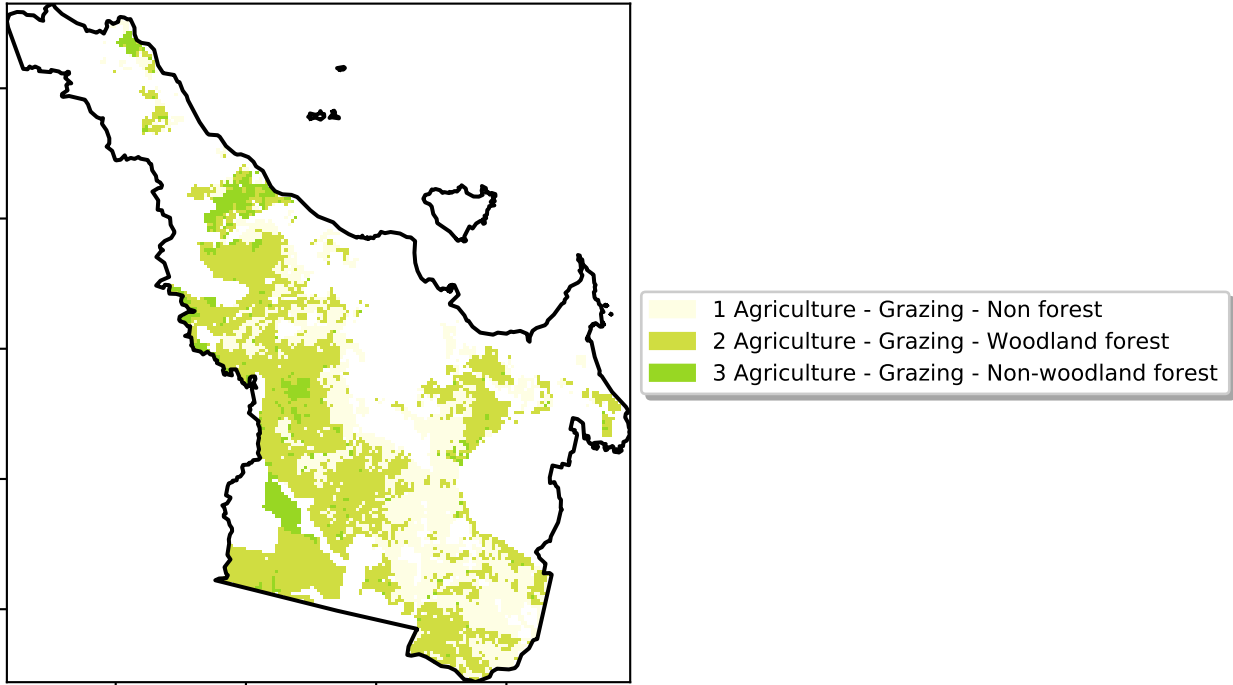 1 Agriculture - Grazing - Non forest
2 Agriculture - Grazing - Woodland forest
3 Agriculture - Grazing - Non-woodland forest